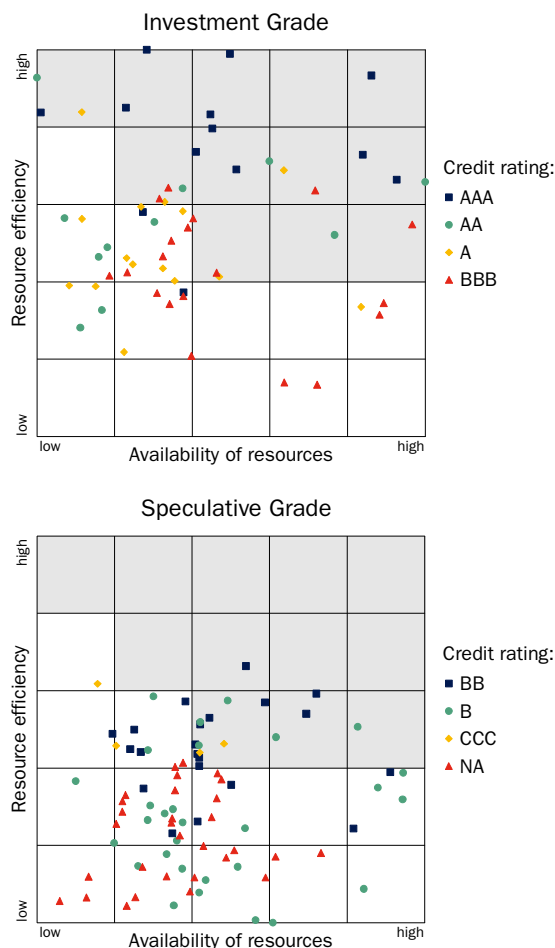 Investment Grade
high
Resource efficiency
low
low
high
Availability of resources
Credit rating:
AAA
AA
A
BBB
Speculative Grade
high
Resource efficiency
low
low
high
Availability of resources
Credit rating:
BB
B
CCC
NA